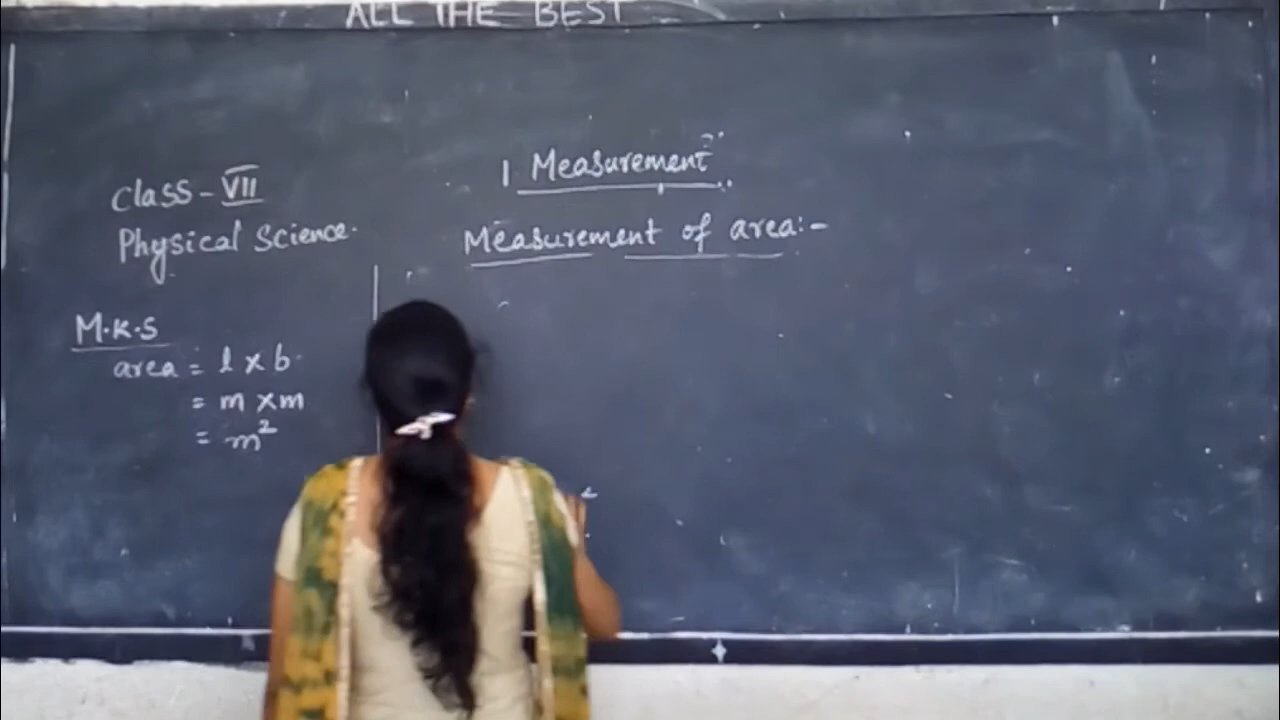 ALL THE BEST
Class - VII
Physical Science.
M.K.S
area = l × b
= m × m
= m²
1 Measurement
Measurement of area:-